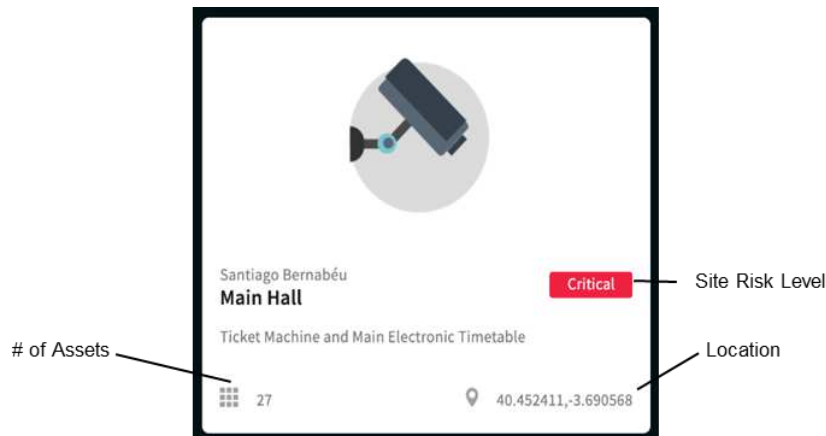 Santiago Bernabéu
Main Hall
Critical
Site Risk Level
Ticket Machine and Main Electronic Timetable
# of Assets
Location
27
40.452411,-3.690568